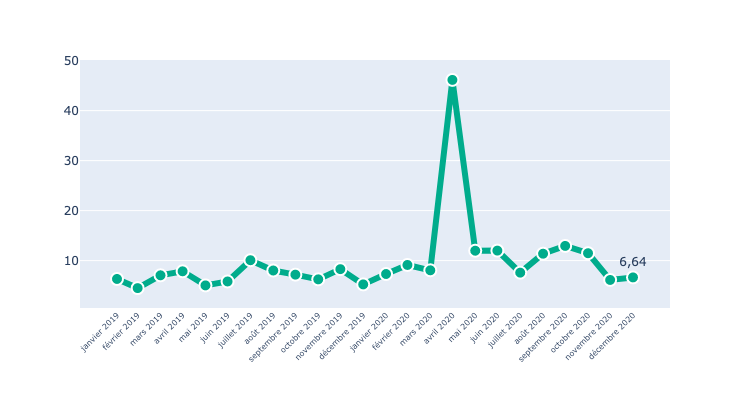 50
40
30
20
10
6,64
janvier 2019
février 2019
mars 2019
avril 2019
mai 2019
juin 2019
juillet 2019
août 2019
septembre 2019
octobre 2019
novembre 2019
décembre 2019
janvier 2020
février 2020
mars 2020
avril 2020
mai 2020
juin 2020
juillet 2020
août 2020
septembre 2020
octobre 2020
novembre 2020
décembre 2020